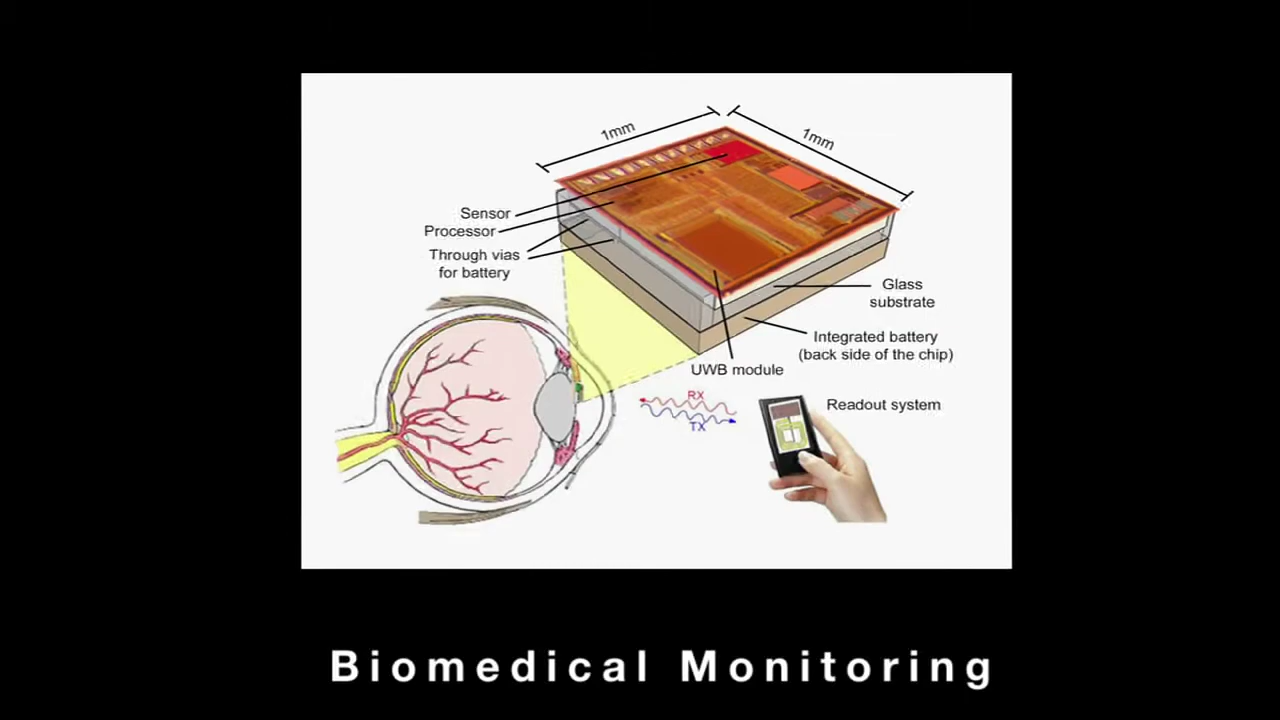 1mm
1mm
Sensor
Processor
Through vias
for battery
Glass
substrate
Integrated battery
(back side of the chip)
UWB module
RX
TX
Readout system
Biomedical Monitoring